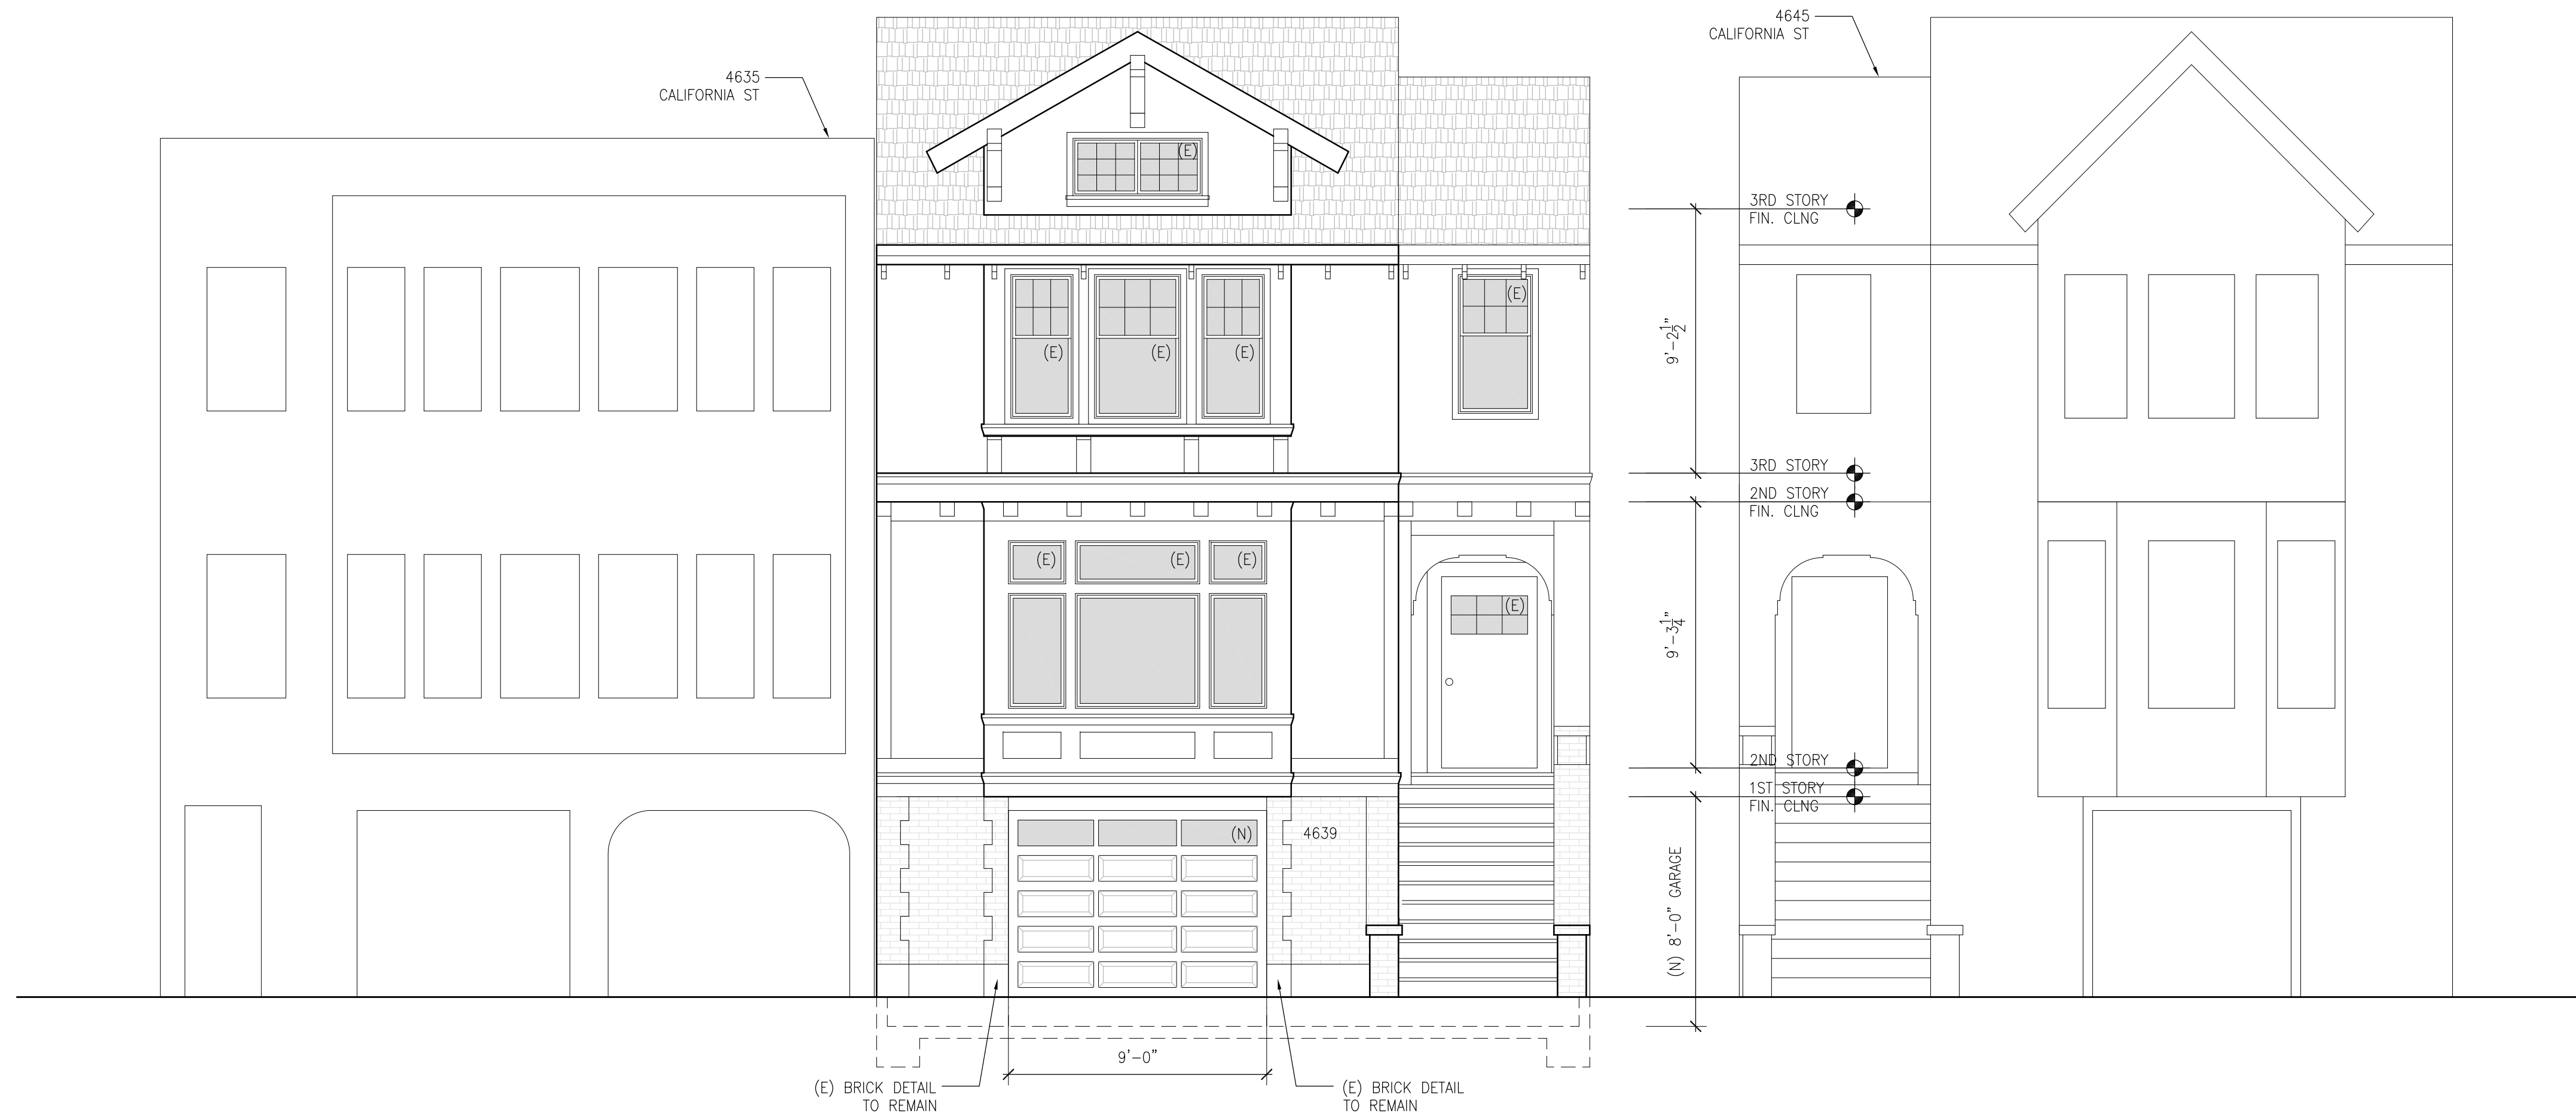 4645
CALIFORNIA ST
4635
CALIFORNIA ST
(E)
3RD STORY
FIN. CLNG
(E)
(E)
(E)
(E)
9'-2 1/2"
3RD STORY
2ND STORY
FIN. CLNG
(E)
(E)
(E)
(E)
9'-3 1/4"
2ND STORY
1ST STORY
FIN. CLNG
(N)
4639
(N) 8'-0" GARAGE
9'-0"
(E) BRICK DETAIL
TO REMAIN
(E) BRICK DETAIL
TO REMAIN